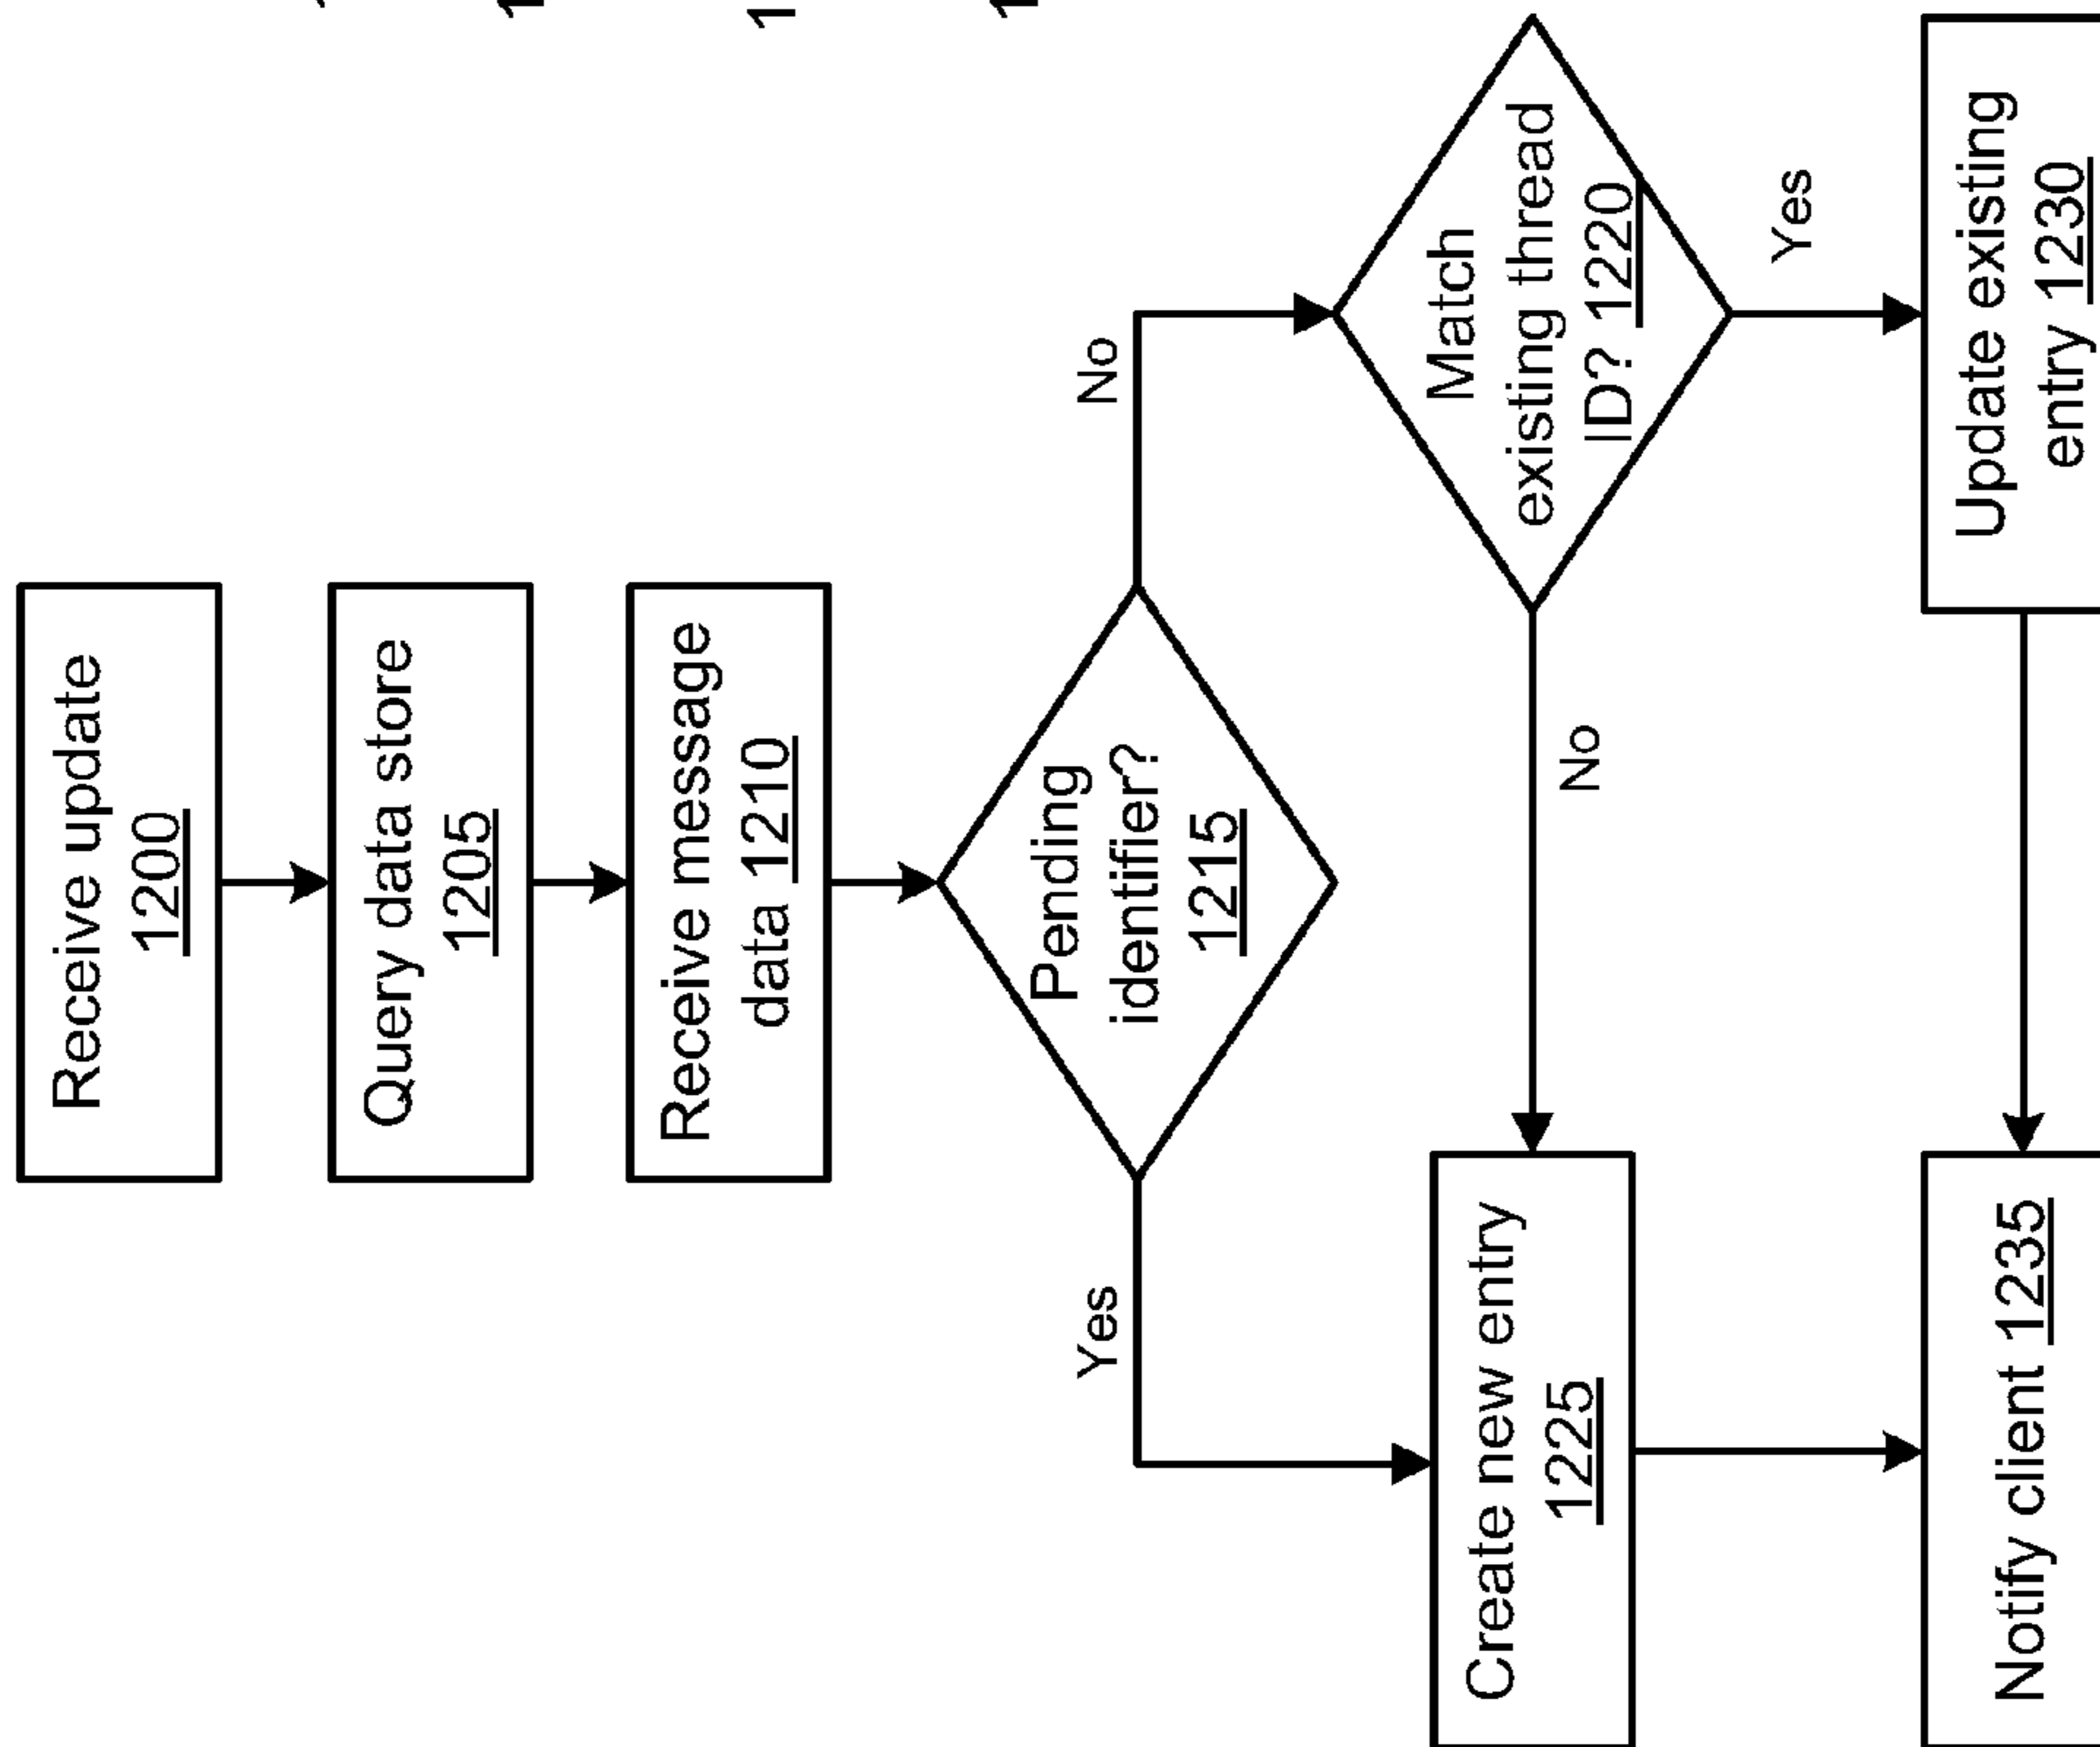 Receive update
1200
Query data store
1205
Receive message
data 1210
Pending
identifier?
1215
Yes
No
Match
existing thread
ID? 1220
No
Yes
Create new entry
1225
Update existing
entry 1230
Notify client 1235